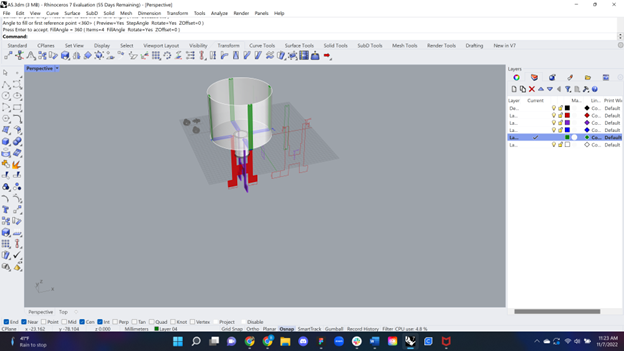 A5.3dm (3 MB) - Rhinoceros 7 Evaluation (55 Days Remaining) - [Perspective]
File Edit View Curve Surface SubD Solid Mesh Dimension Transform Tools Analyze Render Panels Help
Angle to fill or first reference point <360> ( Preview=Yes StepAngle Rotate=Yes ZOffset=0 )
Press Enter to accept ( FillAngle = 360 Items=4 FillAngle Rotate=Yes ZOffset=0 )
Command:
Standard CPlanes Set View Display Select Viewport Layout Visibility Transform Curve Tools Surface Tools Solid Tools SubD Tools Mesh Tools Render Tools Drafting New in V7
Perspective
Layers
Layer Current Ma... Lin... Print W
De... Co... Default
La... Co... Default
La... Co... Default
La... Co... Default
La... Co... Default
La... Co... Default
Perspective Top
End Near Point Mid Cen Int Perp Tan Quad Knot Vertex Project Disable
CPlane x -23.162 y -78.104 z 0.000 Millimeters Layer 04 Grid Snap Ortho Planar Osnap SmartTrack Gumball Record History Filter CPU use: 4.8 %
47°F
Rain to stop
11:23 AM
11/7/2022